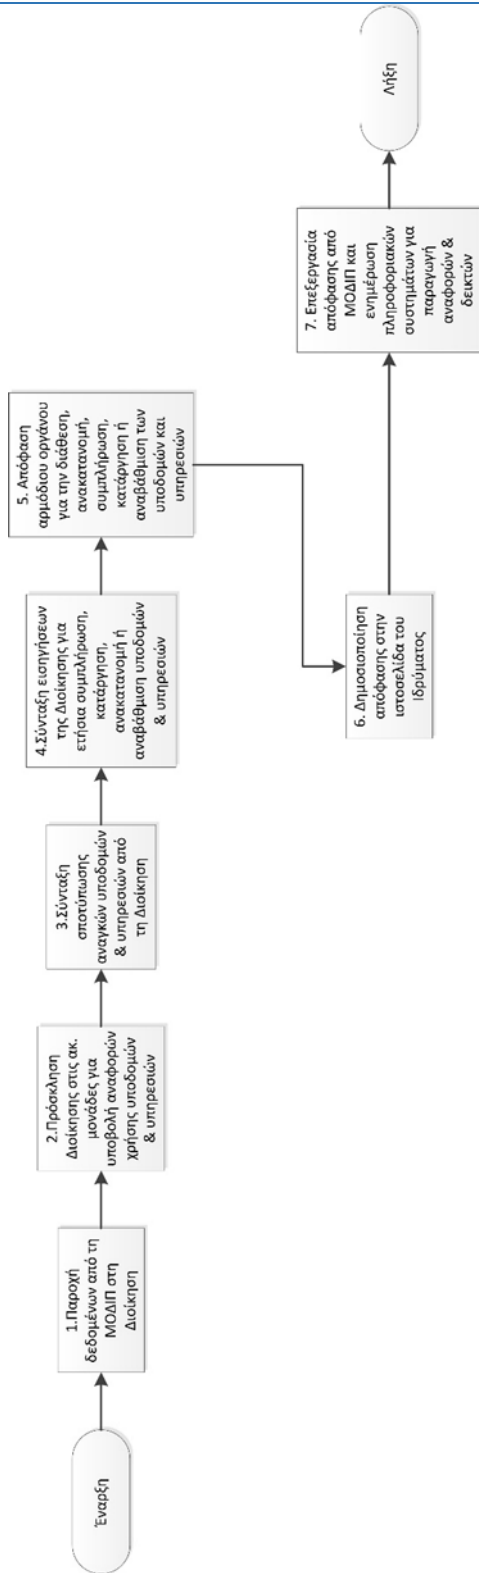 Έναρξη
1.Παροχή
δεδομένων από τη
ΜΟΔΙΠ στη
Διοίκηση
2.Πρόσκληση
Διοίκησης στις ακ.
μονάδες για
υποβολή αναφορών
χρήσης υποδομών
& υπηρεσιών
3.Σύνταξη
σποτύπωσης
αναγκών υποδομών
& υπηρεσιών από
τη Διοίκηση
4.Σύνταξη εισηγήσεων
της Διοίκησης για
ετήσια συμπλήρωση,
κατάργηση,
ανακατανομή ή
αναβάθμιση υποδομών
& υπηρεσιών
5. Απόφαση
αρμόδιου οργάνου
για την διάθεση,
ανακατανομή,
συμπλήρωση,
κατάργηση ή
αναβάθμιση των
υποδομών και
υπηρεσιών
6. Δημοσιοποίηση
απόφασης στην
ιστοσελίδα του
Ιδρύματος
7. Επεξεργασία
απόφασης από
ΜΟΔΙΠ και
ενημέρωση
πληροφοριακών
συστημάτων για
παραγωγή
αναφορών &
δεικτών
Λήξη